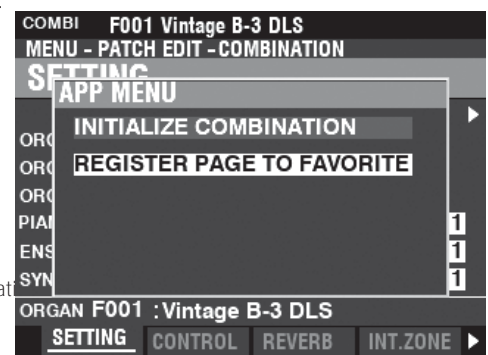 COMBI F001 Vintage B-3 DLS
MENU - PATCH EDIT - COMBINATION
SETTING
APP MENU
INITIALIZE COMBINATION
REGISTER PAGE TO FAVORITE
1
1
1
ORGAN F001 : Vintage B-3 DLS
SETTING CONTROL REVERB INT.ZONE